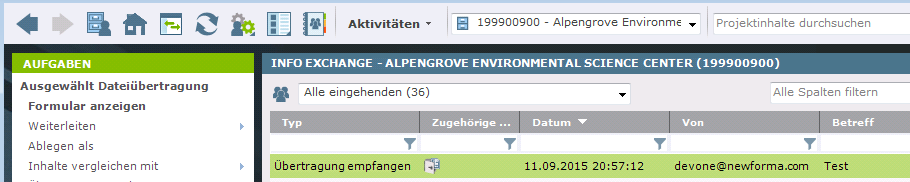 Aktivitäten
199900900 - Alpengrove Environme...
Projektinhalte durchsuchen
AUFGABEN
Ausgewählt Dateiübertragung
Formular anzeigen
Weiterleiten
Ablegen als
Inhalte vergleichen mit
INFO EXCHANGE - ALPENGROVE ENVIRONMENTAL SCIENCE CENTER (199900900)
Alle eingehenden (36)
Alle Spalten filtern
Typ
Zugehörige ...
Datum
Von
Betreff
Übertragung empfangen
11.09.2015 20:57:12
devone@newforma.com
Test